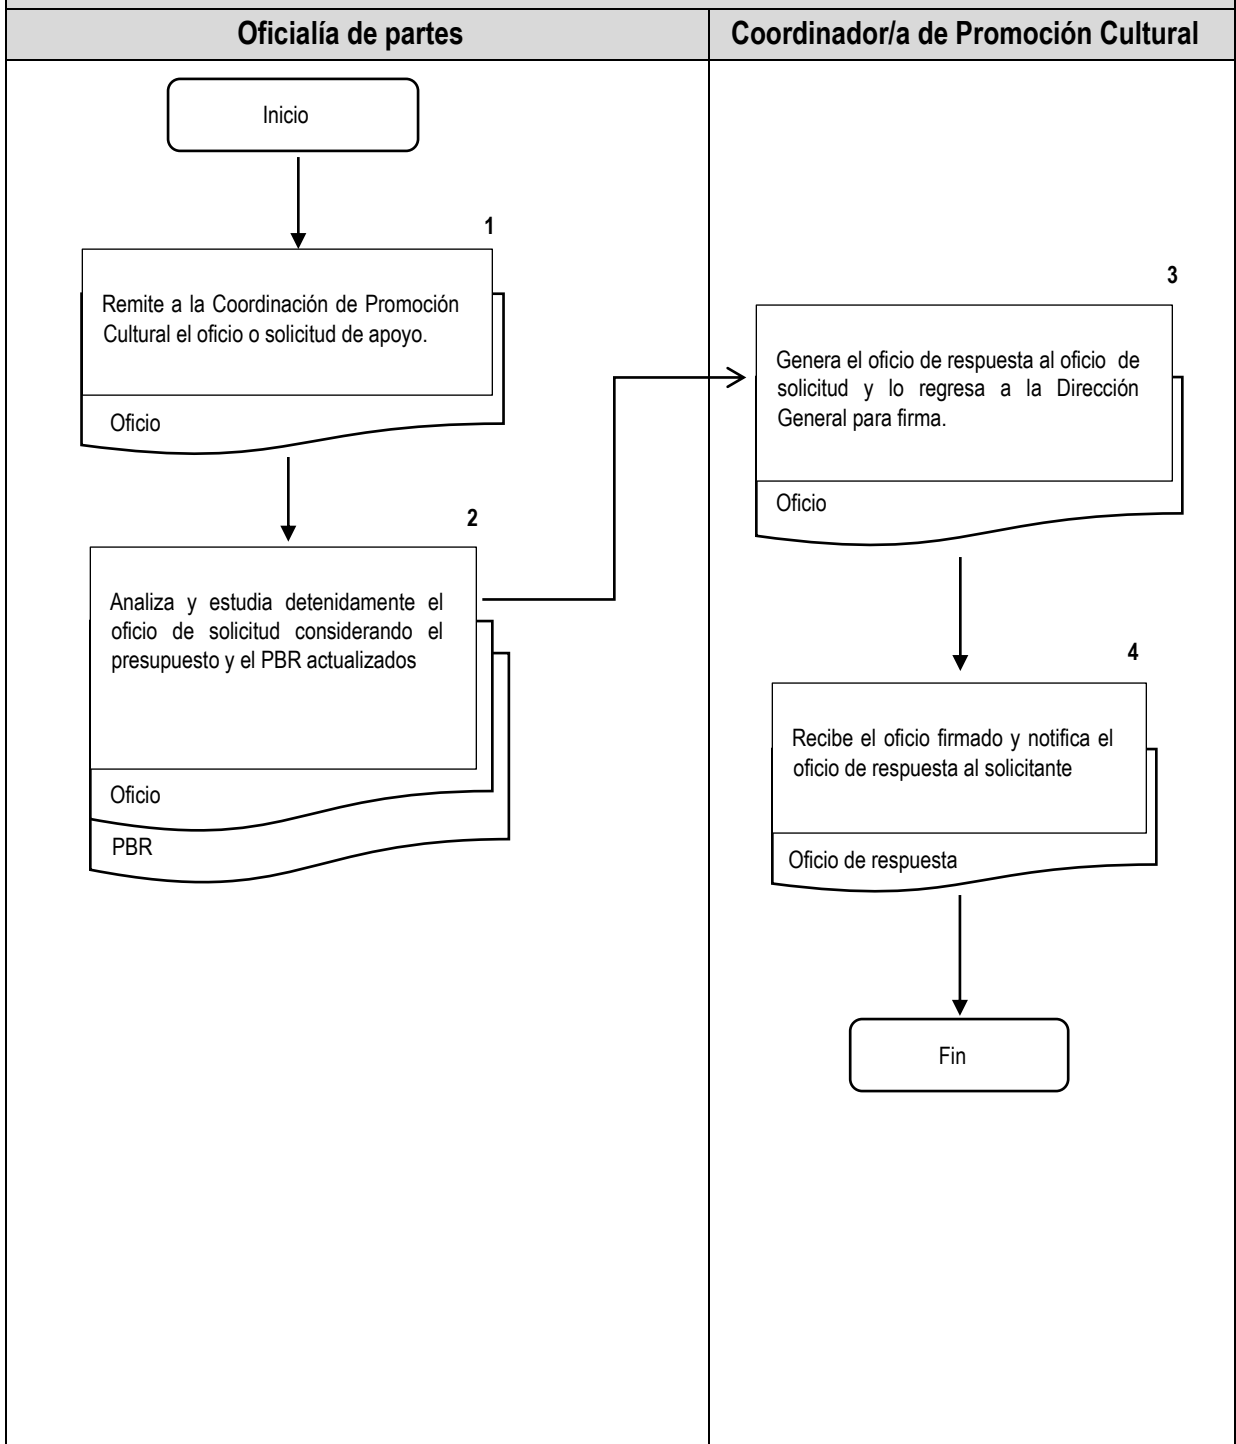 Oficialía de partes
Coordinador/a de Promoción Cultural
Inicio
1
Remite a la Coordinación de Promoción
Cultural el oficio o solicitud de apoyo.
Oficio
2
Analiza y estudia detenidamente el
oficio de solicitud considerando el
presupuesto y el PBR actualizados
Oficio
PBR
3
Genera el oficio de respuesta al oficio de
solicitud y lo regresa a la Dirección
General para firma.
Oficio
4
Recibe el oficio firmado y notifica el
oficio de respuesta al solicitante
Oficio de respuesta
Fin